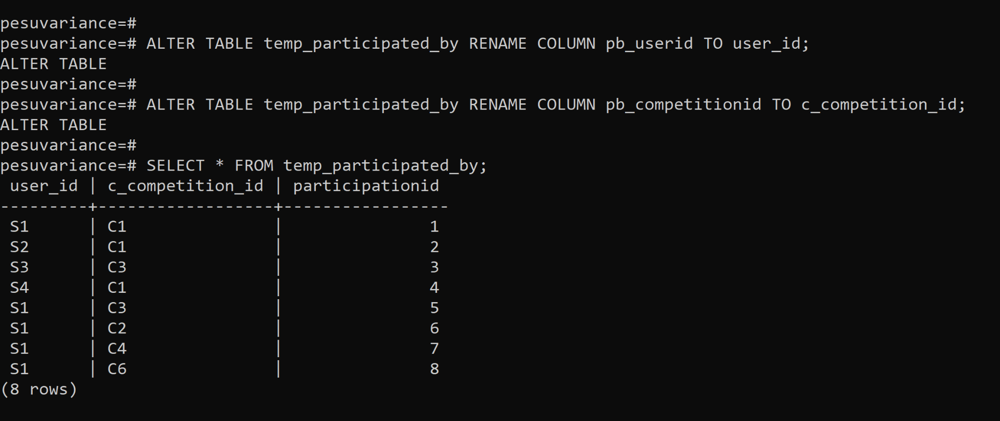 pesuvariance=#
pesuvariance=# ALTER TABLE temp_participated_by RENAME COLUMN pb_userid TO user_id;
ALTER TABLE
pesuvariance=#
pesuvariance=# ALTER TABLE temp_participated_by RENAME COLUMN pb_competitionid TO c_competition_id;
ALTER TABLE
pesuvariance=#
pesuvariance=# SELECT * FROM temp_participated_by;
 user_id | c_competition_id | participationid
---------+------------------+-----------------
 S1      | C1               |               1
 S2      | C1               |               2
 S3      | C3               |               3
 S4      | C1               |               4
 S1      | C3               |               5
 S1      | C2               |               6
 S1      | C4               |               7
 S1      | C6               |               8
(8 rows)